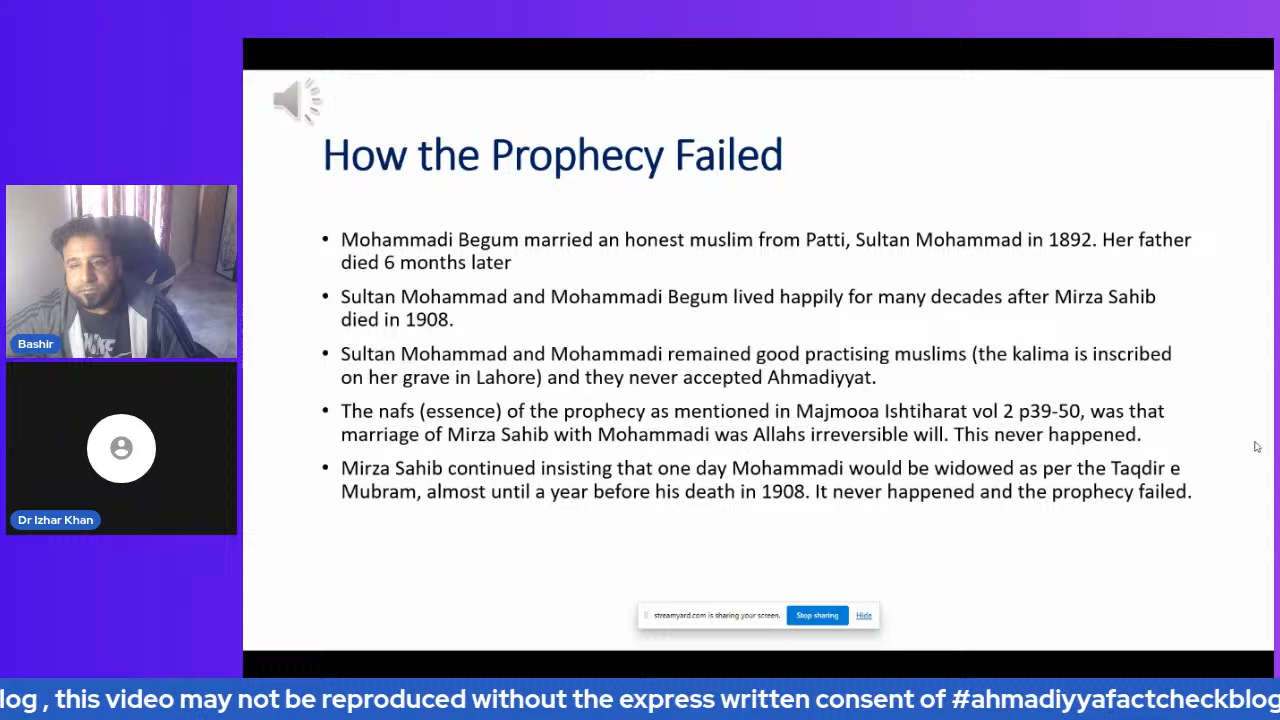 How the Prophecy Failed
• Mohammadi Begum married an honest muslim from Patti, Sultan Mohammad in 1892. Her father
died 6 months later
• Sultan Mohammad and Mohammadi Begum lived happily for many decades after Mirza Sahib
died in 1908.
• Sultan Mohammad and Mohammadi remained good practising muslims (the kalima is inscribed
on her grave in Lahore) and they never accepted Ahmadiyyat.
• The nafs (essence) of the prophecy as mentioned in Majmooa Ishtiharat vol 2 p39-50, was that
marriage of Mirza Sahib with Mohammadi was Allahs irreversible will. This never happened.
• Mirza Sahib continued insisting that one day Mohammadi would be widowed as per the Taqdir e
Mubram, almost until a year before his death in 1908. It never happened and the prophecy failed.
NIKE
Bashir
Dr Izhar Khan
streamyard.com is sharing your screen. Stop sharing Hide
log , this video may not be reproduced without the express written consent of #ahmadiyyafactcheckblog